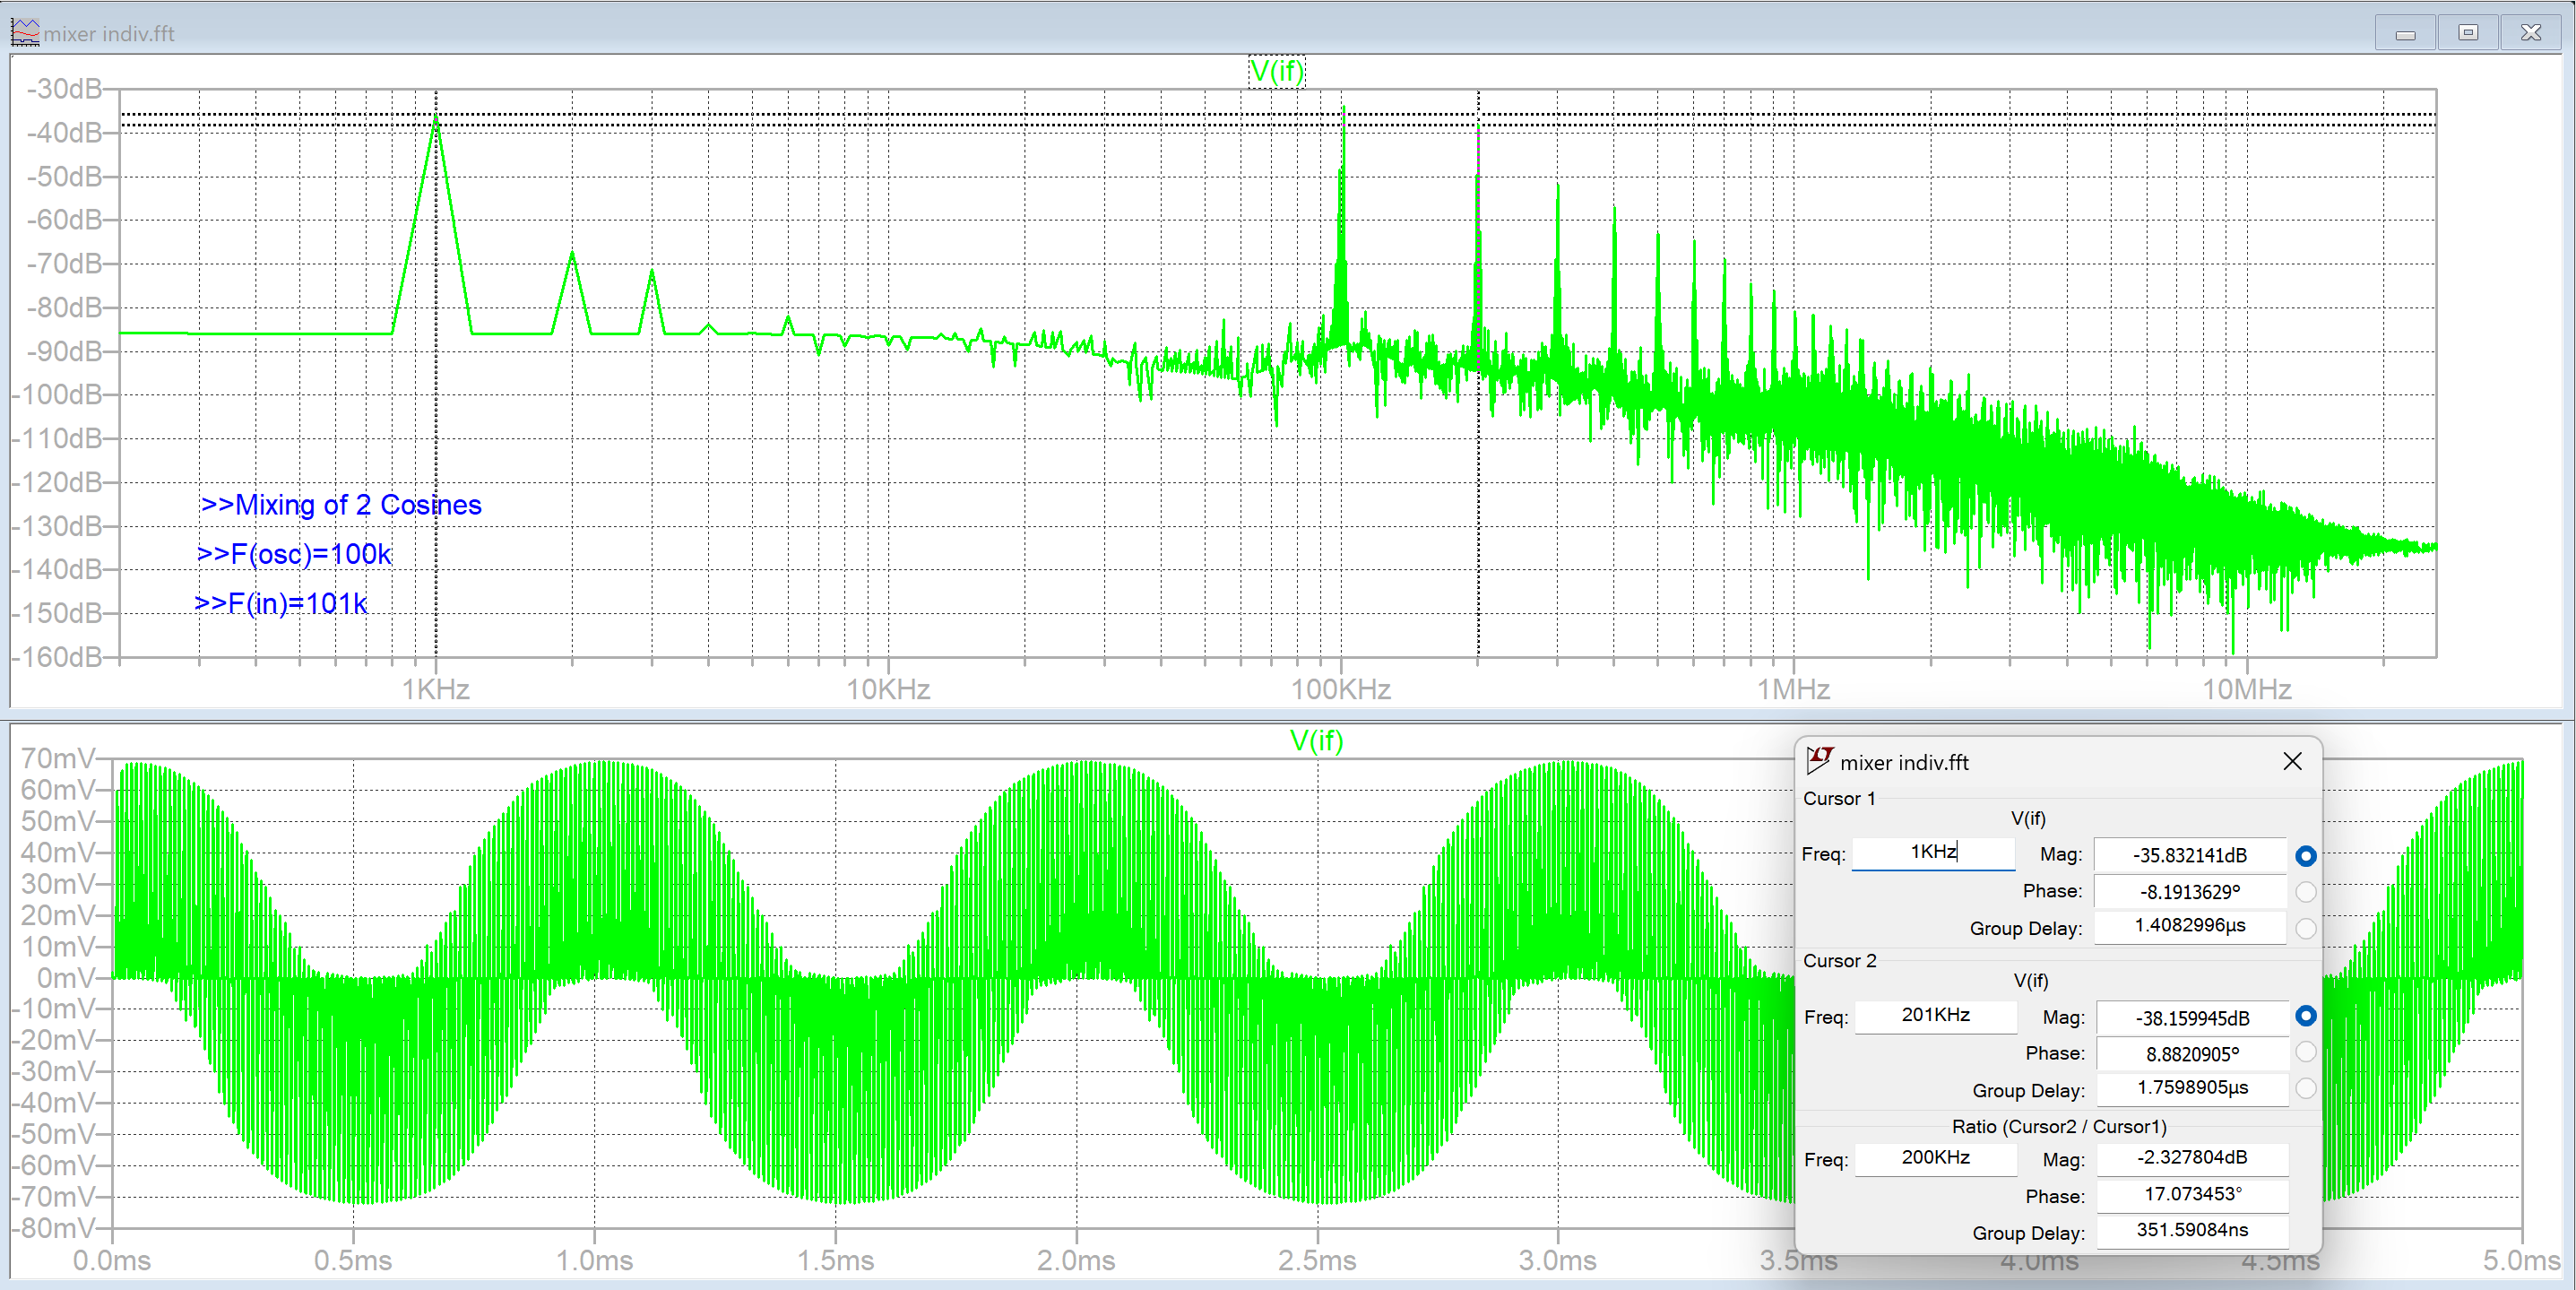 mixer indiv.fft
V(if)
-30dB
-40dB
-50dB
-60dB
-70dB
-80dB
-90dB
-100dB
-110dB
-120dB
-130dB
-140dB
-150dB
-160dB
>>Mixing of 2 Cosines
>>F(osc)=100k
>>F(in)=101k
1KHz 10KHz 100KHz 1MHz 10MHz
V(if)
70mV
60mV
50mV
40mV
30mV
20mV
10mV
0mV
-10mV
-20mV
-30mV
-40mV
-50mV
-60mV
-70mV
-80mV
0.0ms 0.5ms 1.0ms 1.5ms 2.0ms 2.5ms 3.0ms 3.5ms 4.0ms 4.5ms 5.0ms
mixer indiv.fft
Cursor 1
V(if)
Freq: 1KHz Mag: -35.832141dB
Phase: -8.1913629°
Group Delay: 1.4082996µs
Cursor 2
V(if)
Freq: 201KHz Mag: -38.159945dB
Phase: 8.8820905°
Group Delay: 1.7598905µs
Ratio (Cursor2 / Cursor1)
Freq: 200KHz Mag: -2.327804dB
Phase: 17.073453°
Group Delay: 351.59084ns